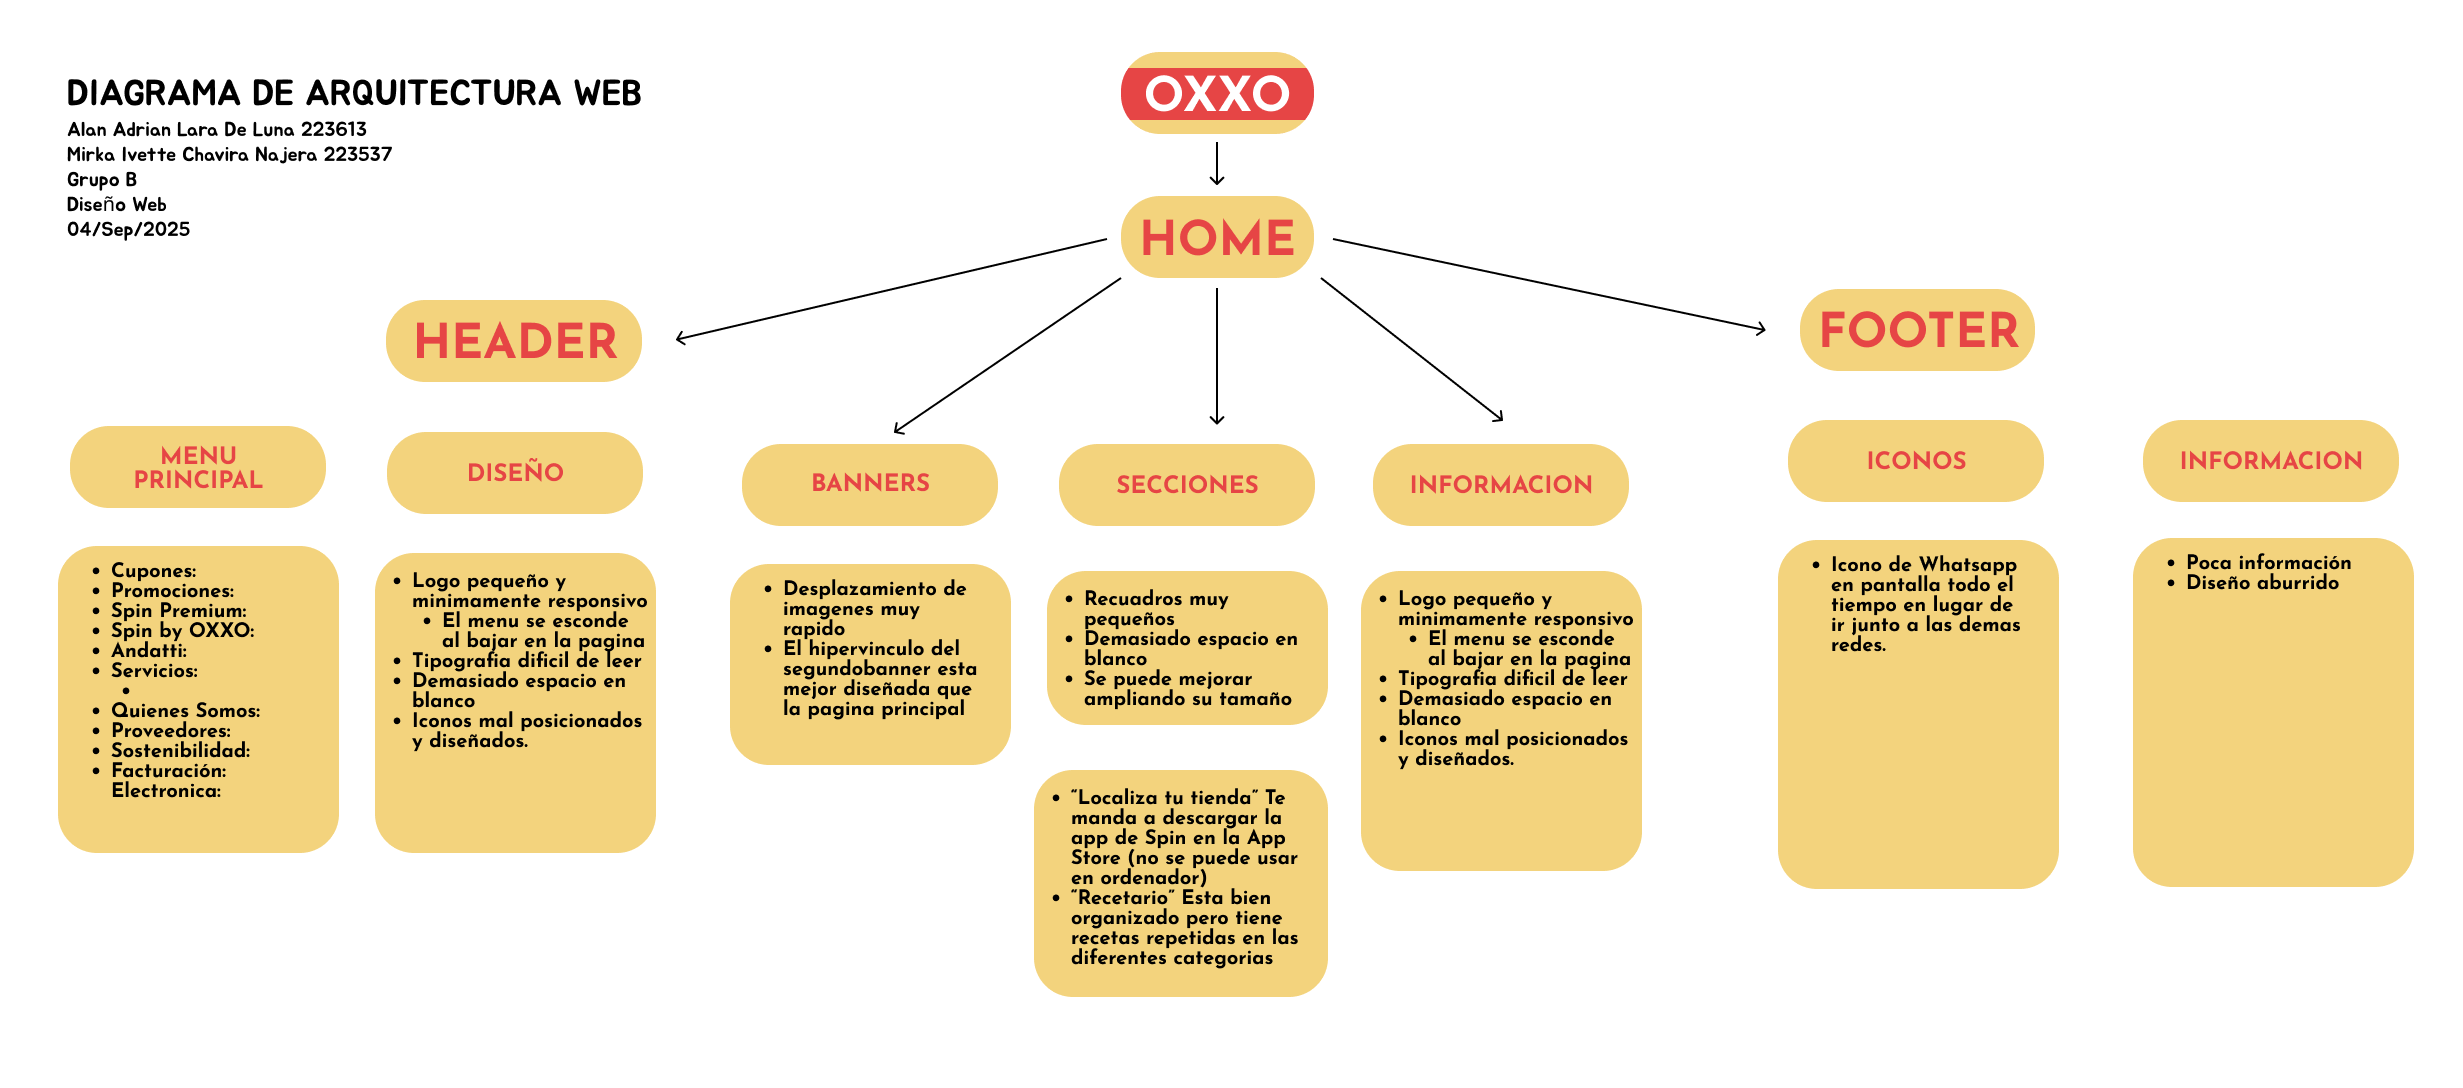 DIAGRAMA DE ARQUITECTURA WEB
Alan Adrian Lara De Luna 223613
Mirka Ivette Chavira Najera 223537
Grupo B
Diseño Web
04/Sep/2025
OXXO
HOME
HEADER
FOOTER
MENU
PRINCIPAL
DISEÑO
BANNERS
SECCIONES
INFORMACION
ICONOS
INFORMACION
• Cupones:
• Promociones:
• Spin Premium:
• Spin by OXXO:
• Andatti:
• Servicios:
•
• Quienes Somos:
• Proveedores:
• Sostenibilidad:
• Facturación:
Electronica:
• Logo pequeño y
minimamente responsivo
• El menu se esconde
al bajar en la pagina
• Tipografia dificil de leer
• Demasiado espacio en
blanco
• Iconos mal posicionados
y diseñados.
• Desplazamiento de
imagenes muy
rapido
• El hipervinculo del
segundobanner esta
mejor diseñada que
la pagina principal
• Recuadros muy
pequeños
• Demasiado espacio en
blanco
• Se puede mejorar
ampliando su tamaño
• “Localiza tu tienda” Te
manda a descargar la
app de Spin en la App
Store (no se puede usar
en ordenador)
• “Recetario” Esta bien
organizado pero tiene
recetas repetidas en las
diferentes categorias
• Logo pequeño y
minimamente responsivo
• El menu se esconde
al bajar en la pagina
• Tipografia dificil de leer
• Demasiado espacio en
blanco
• Iconos mal posicionados
y diseñados.
• Icono de Whatsapp
en pantalla todo el
tiempo en lugar de
ir junto a las demas
redes.
• Poca información
• Diseño aburrido